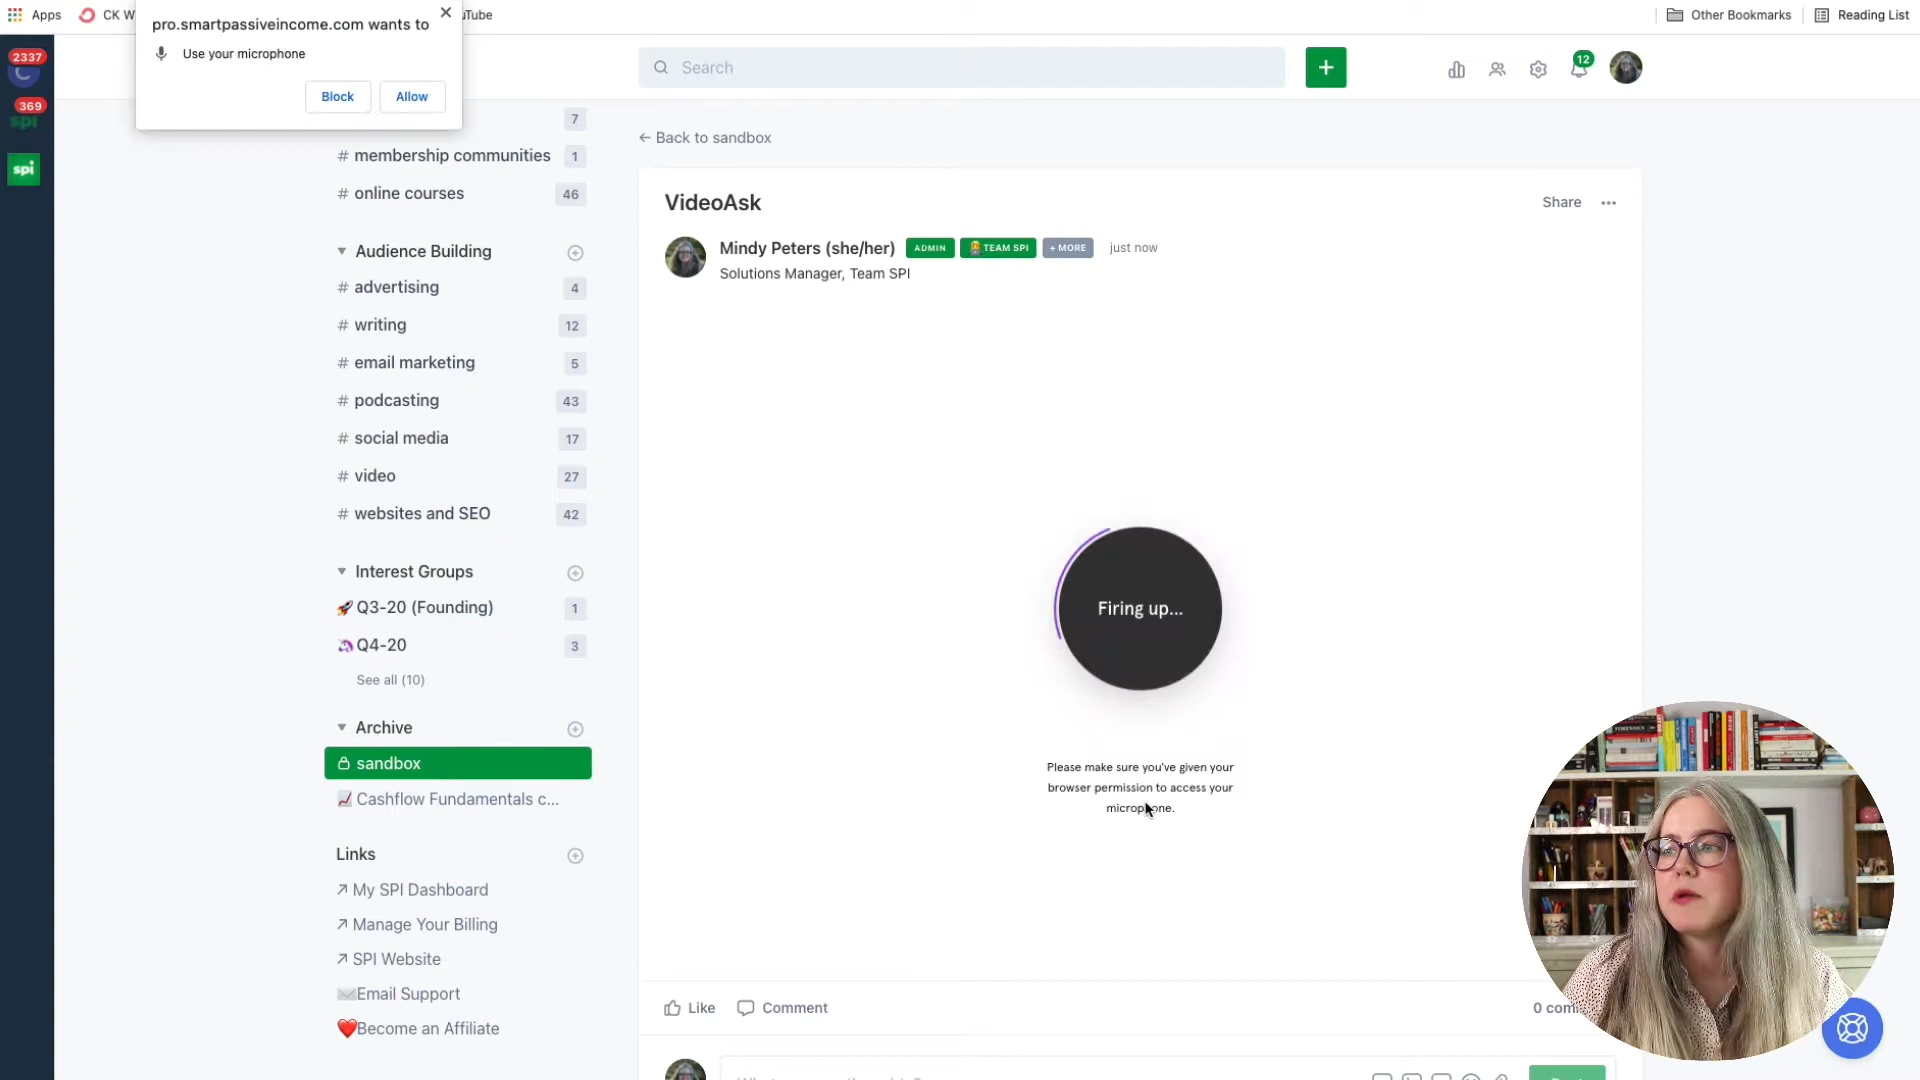 Apps
CK W
uTube
Other Bookmarks
Reading List
pro.smartpassiveincome.com wants to
Use your microphone
Block
Allow
2337
369
spi
spi
Search
12
7
# membership communities 1
# online courses 46
Audience Building
# advertising 4
# writing 12
# email marketing 5
# podcasting 43
# social media 17
# video 27
# websites and SEO 42
Interest Groups
🚀Q3-20 (Founding) 1
🦄Q4-20 3
See all (10)
Archive
sandbox
📈Cashflow Fundamentals c...
Links
↗ My SPI Dashboard
↗ Manage Your Billing
↗ SPI Website
✉️Email Support
❤️Become an Affiliate
← Back to sandbox
VideoAsk
Share
Mindy Peters (she/her) ADMIN TEAM SPI + MORE just now
Solutions Manager, Team SPI
Firing up...
Please make sure you've given your
browser permission to access your
microphone.
Like
Comment
0 com